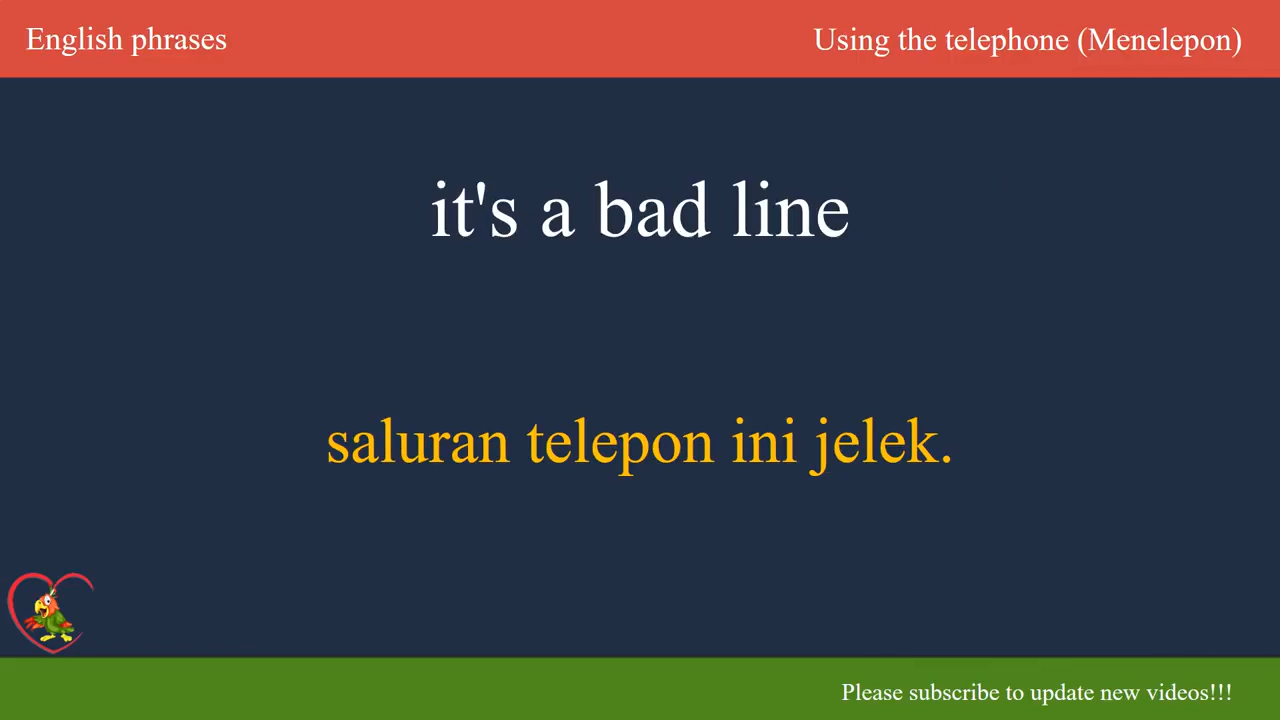 English phrases
Using the telephone (Menelepon)
it's a bad line
saluran telepon ini jelek.
Please subscribe to update new videos!!!